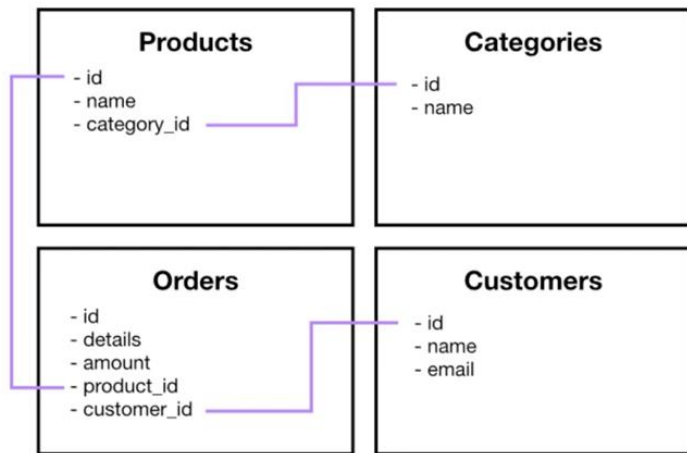 Products
- id
- name
- category_id
Categories
- id
- name
Orders
- id
- details
- amount
- product_id
- customer_id
Customers
- id
- name
- email